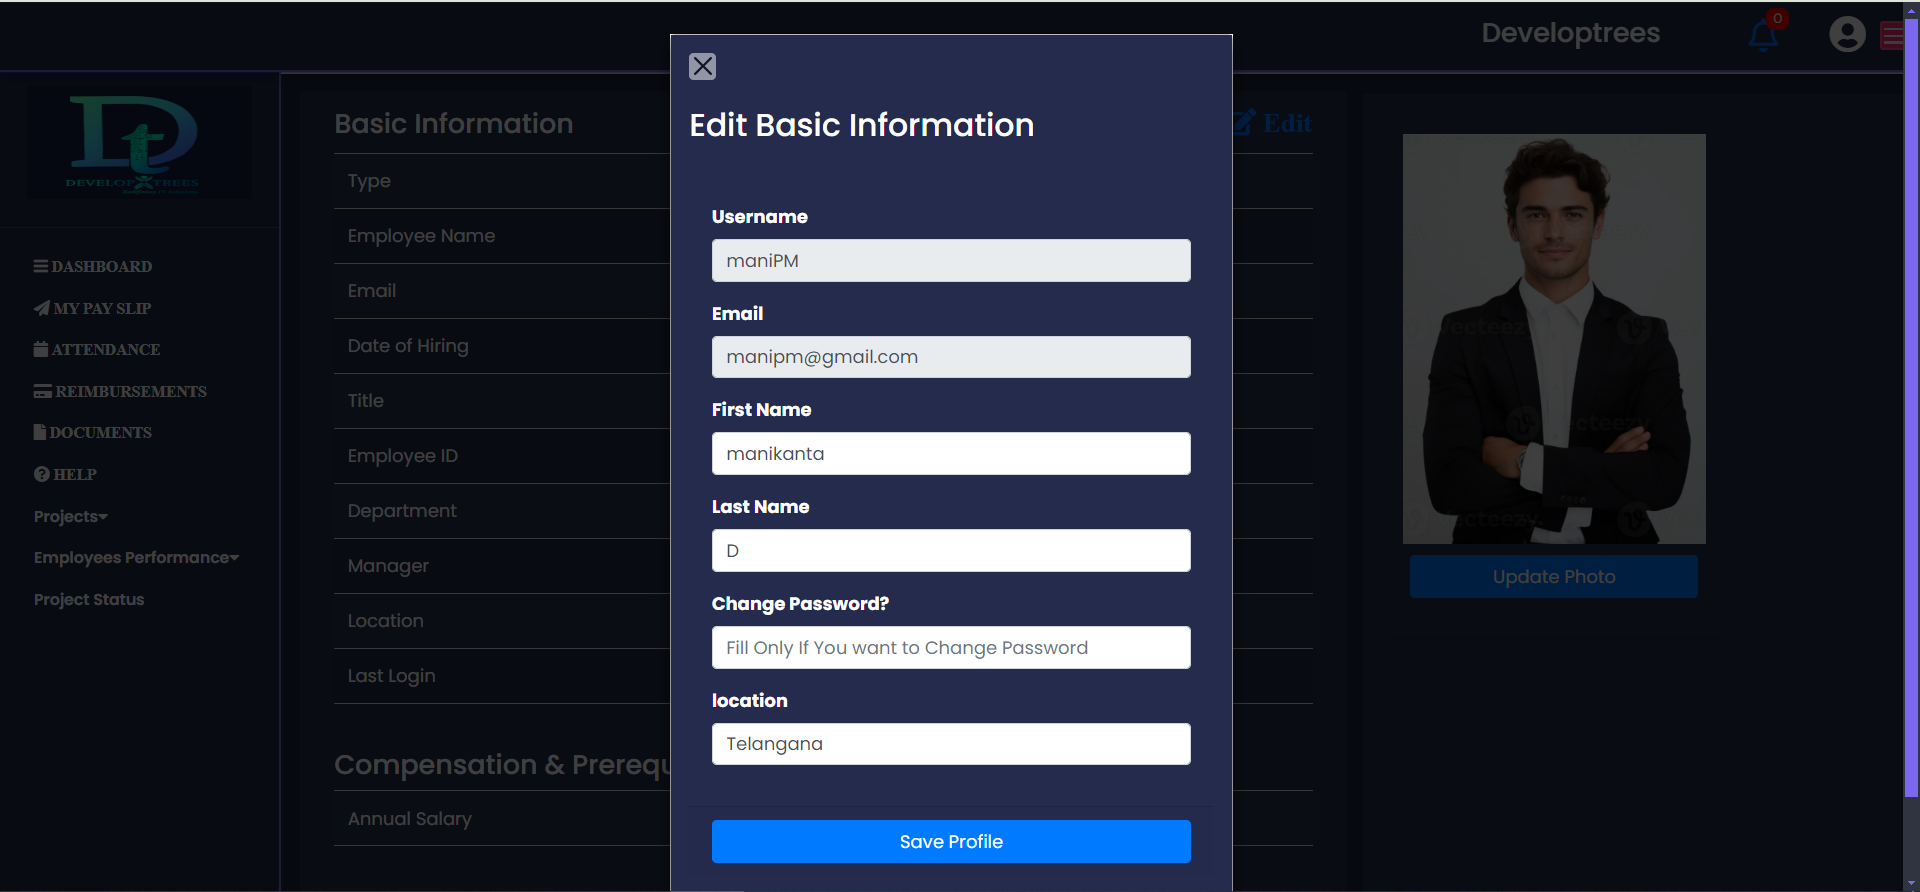 Developtrees
0
DEVELOP TREES
DASHBOARD
MY PAY SLIP
ATTENDANCE
REIMBURSEMENTS
DOCUMENTS
HELP
Projects
Employees Performance
Project Status
Basic Information
Edit
Type
Employee Name
Email
Date of Hiring
Title
Employee ID
Department
Manager
Location
Last Login
Compensation & Prerequ
Annual Salary
Edit Basic Information
Username
maniPM
Email
manipm@gmail.com
First Name
manikanta
Last Name
D
Change Password?
Fill Only If You want to Change Password
location
Telangana
Save Profile
Update Photo